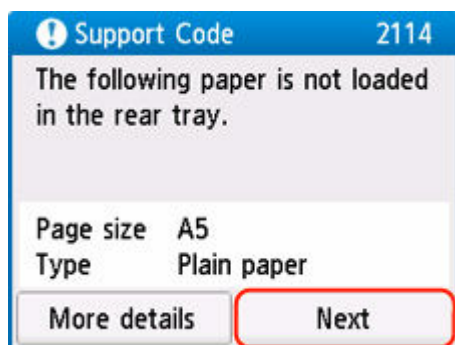 Support Code 2114
The following paper is not loaded
in the rear tray.
Page size A5
Type Plain paper
More details Next